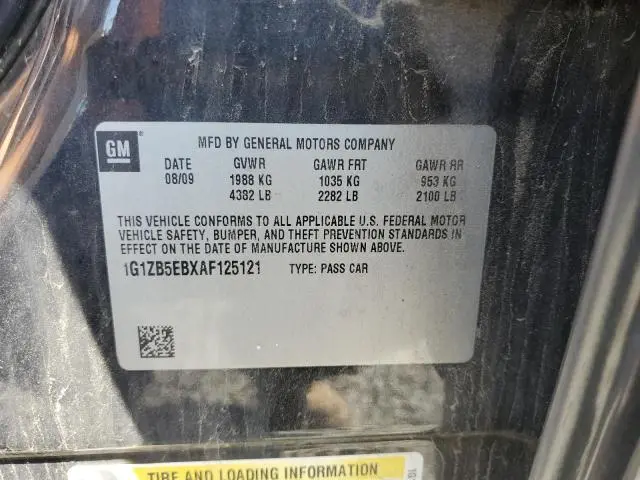 GM ®
MFD BY GENERAL MOTORS COMPANY
DATE GVWR GAWR FRT GAWR RR
08/09 1988 KG 1035 KG 953 KG
4382 LB 2282 LB 2100 LB
THIS VEHICLE CONFORMS TO ALL APPLICABLE U.S. FEDERAL MOTOR
VEHICLE SAFETY, BUMPER, AND THEFT PREVENTION STANDARDS IN
EFFECT ON THE DATE OF MANUFACTURE SHOWN ABOVE.
1G1ZB5EBXAF125121 TYPE: PASS CAR
TIRE AND LOADING INFORMATION